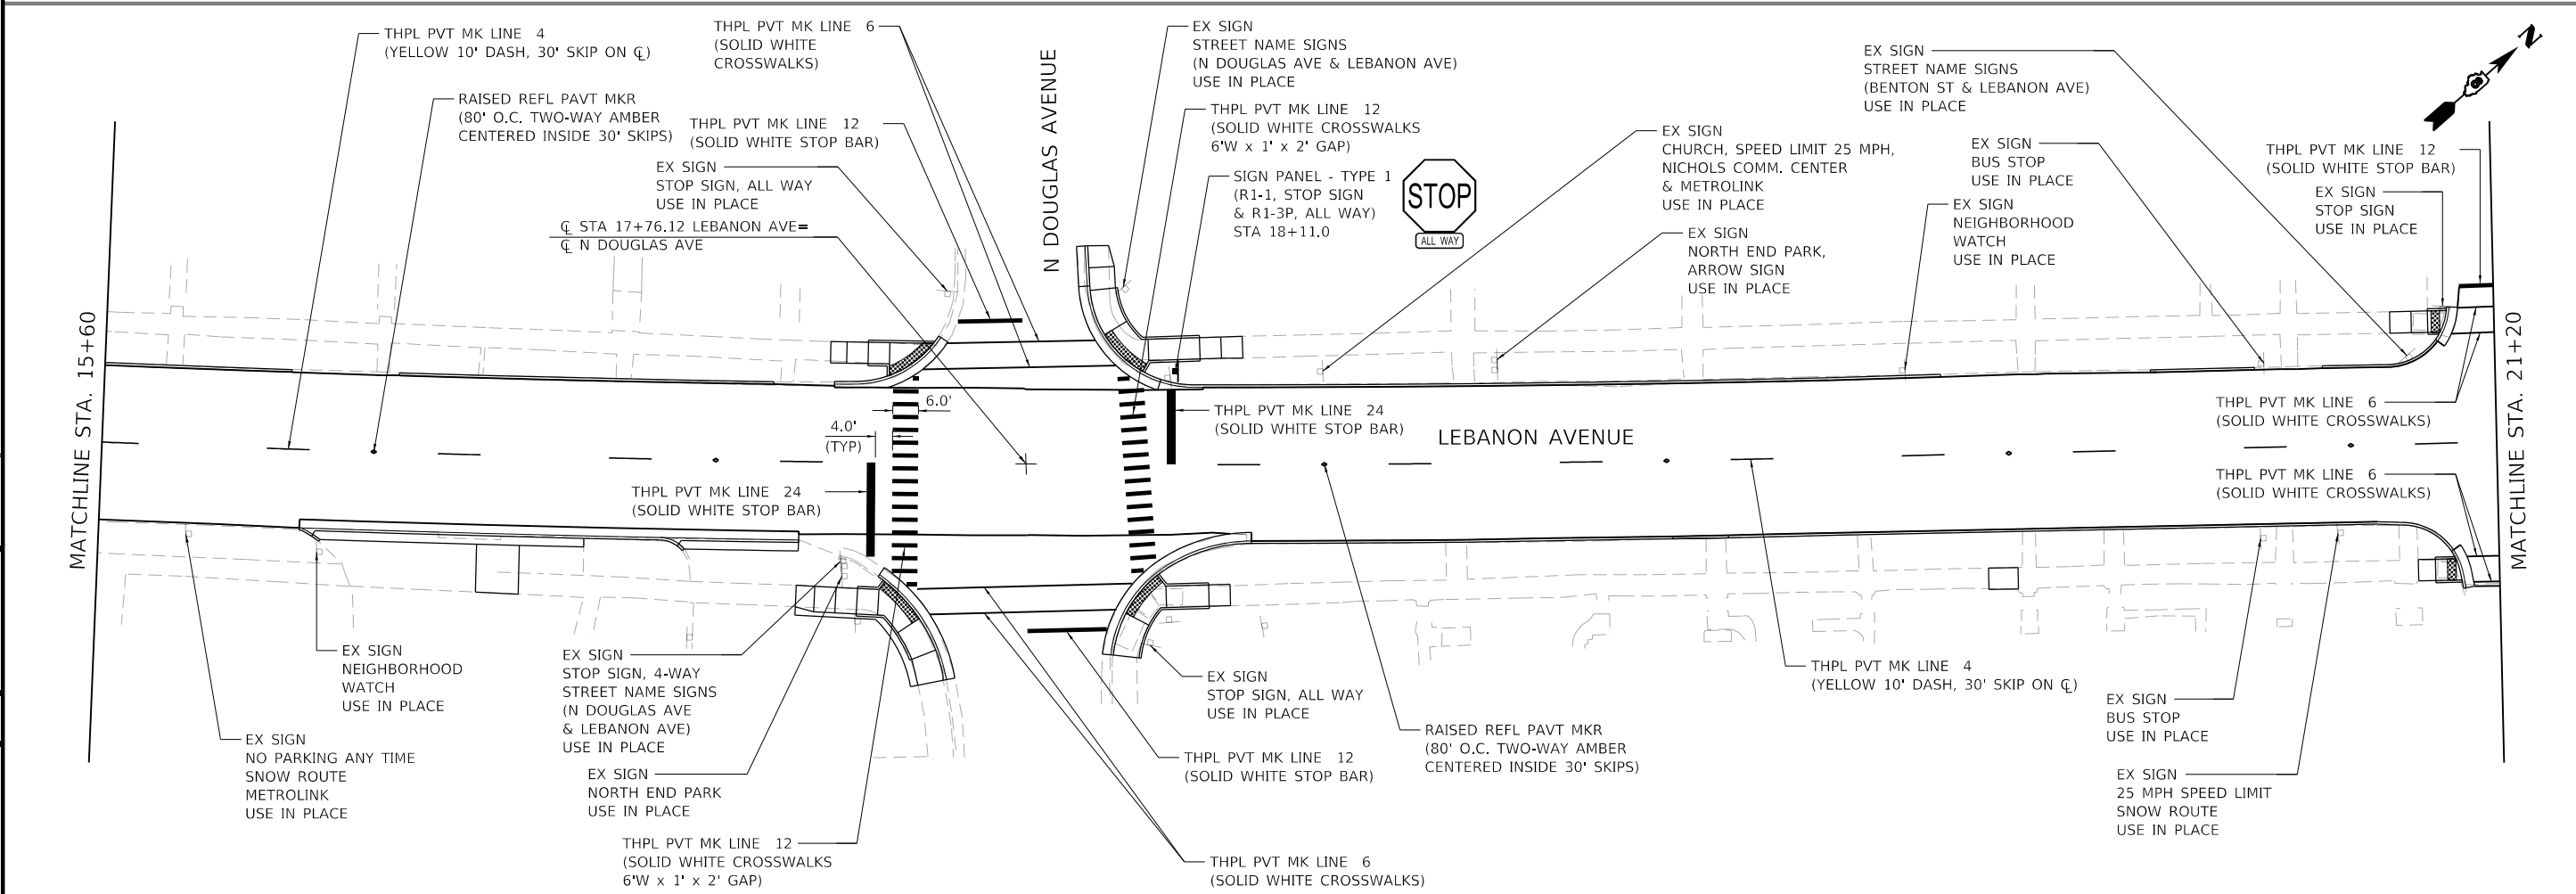 THPL PVT MK LINE 4
(YELLOW 10' DASH, 30' SKIP ON ℄)
RAISED REFL PAVT MKR
(80' O.C. TWO-WAY AMBER
CENTERED INSIDE 30' SKIPS)
THPL PVT MK LINE 6
(SOLID WHITE
CROSSWALKS)
THPL PVT MK LINE 12
(SOLID WHITE STOP BAR)
EX SIGN
STOP SIGN, ALL WAY
USE IN PLACE
℄ STA 17+76.12 LEBANON AVE=
℄ N DOUGLAS AVE
N DOUGLAS AVENUE
EX SIGN
STREET NAME SIGNS
(N DOUGLAS AVE & LEBANON AVE)
USE IN PLACE
THPL PVT MK LINE 12
(SOLID WHITE CROSSWALKS
6'W x 1' x 2' GAP)
SIGN PANEL - TYPE 1
(R1-1, STOP SIGN
& R1-3P, ALL WAY)
STA 18+11.0
STOP
ALL WAY
EX SIGN
CHURCH, SPEED LIMIT 25 MPH,
NICHOLS COMM. CENTER
& METROLINK
USE IN PLACE
EX SIGN
NORTH END PARK,
ARROW SIGN
USE IN PLACE
EX SIGN
STREET NAME SIGNS
(BENTON ST & LEBANON AVE)
USE IN PLACE
EX SIGN
BUS STOP
USE IN PLACE
EX SIGN
NEIGHBORHOOD
WATCH
USE IN PLACE
N
THPL PVT MK LINE 12
(SOLID WHITE STOP BAR)
EX SIGN
STOP SIGN
USE IN PLACE
MATCHLINE STA. 15+60
6.0'
4.0'
(TYP)
THPL PVT MK LINE 24
(SOLID WHITE STOP BAR)
LEBANON AVENUE
THPL PVT MK LINE 6
(SOLID WHITE CROSSWALKS)
MATCHLINE STA. 21+20
THPL PVT MK LINE 24
(SOLID WHITE STOP BAR)
THPL PVT MK LINE 6
(SOLID WHITE CROSSWALKS)
EX SIGN
NO PARKING ANY TIME
SNOW ROUTE
METROLINK
USE IN PLACE
EX SIGN
NEIGHBORHOOD
WATCH
USE IN PLACE
EX SIGN
STOP SIGN, 4-WAY
STREET NAME SIGNS
(N DOUGLAS AVE
& LEBANON AVE)
USE IN PLACE
EX SIGN
NORTH END PARK
USE IN PLACE
THPL PVT MK LINE 12
(SOLID WHITE CROSSWALKS
6'W x 1' x 2' GAP)
EX SIGN
STOP SIGN, ALL WAY
USE IN PLACE
THPL PVT MK LINE 12
(SOLID WHITE STOP BAR)
THPL PVT MK LINE 6
(SOLID WHITE CROSSWALKS)
RAISED REFL PAVT MKR
(80' O.C. TWO-WAY AMBER
CENTERED INSIDE 30' SKIPS)
THPL PVT MK LINE 4
(YELLOW 10' DASH, 30' SKIP ON ℄)
EX SIGN
BUS STOP
USE IN PLACE
EX SIGN
25 MPH SPEED LIMIT
SNOW ROUTE
USE IN PLACE